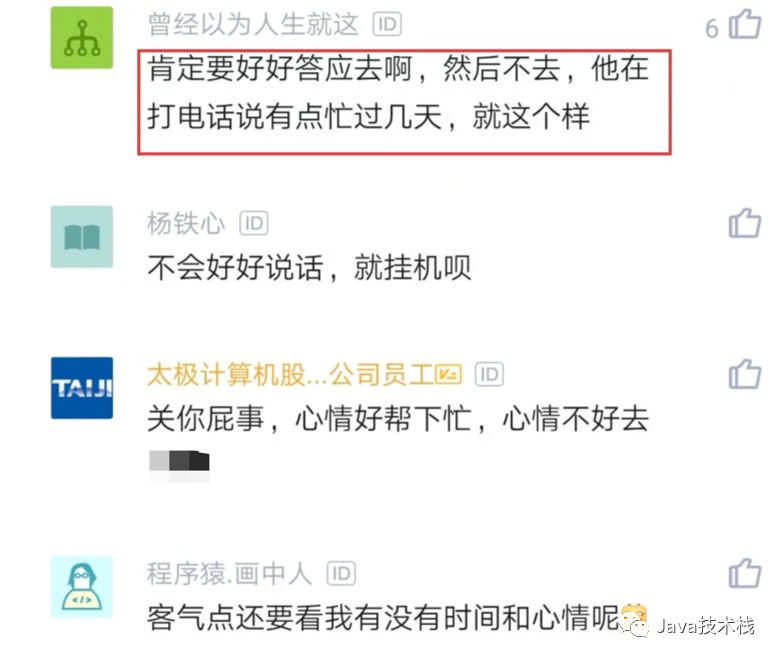 曾经以为人生就这 ID
6
肯定要好好答应去啊，然后不去，他在
打电话说有点忙过几天，就这个样
杨铁心 ID
不会好好说话，就挂机呗
TAIJI
太极计算机股...公司员工 V ID
关你屁事，心情好帮下忙，心情不好去
程序猿.画中人 ID
</>
客气点还要看我有没有时间和心情呢
Java技术栈